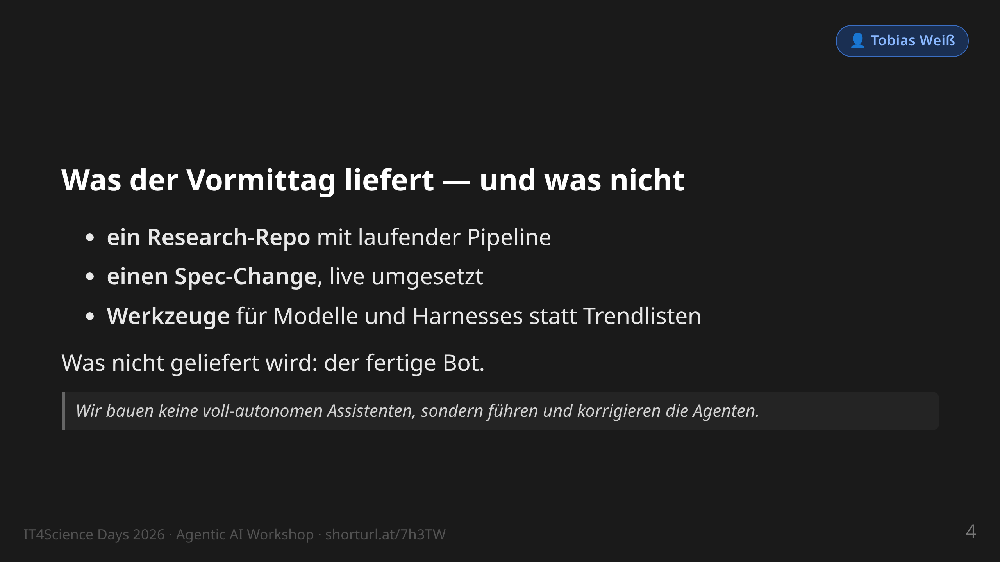 Tobias Weiß
Was der Vormittag liefert — und was nicht
• ein Research-Repo mit laufender Pipeline
• einen Spec-Change, live umgesetzt
• Werkzeuge für Modelle und Harnesses statt Trendlisten
Was nicht geliefert wird: der fertige Bot.
Wir bauen keine voll-autonomen Assistenten, sondern führen und korrigieren die Agenten.
IT4Science Days 2026 · Agentic AI Workshop · shorturl.at/7h3TW
4